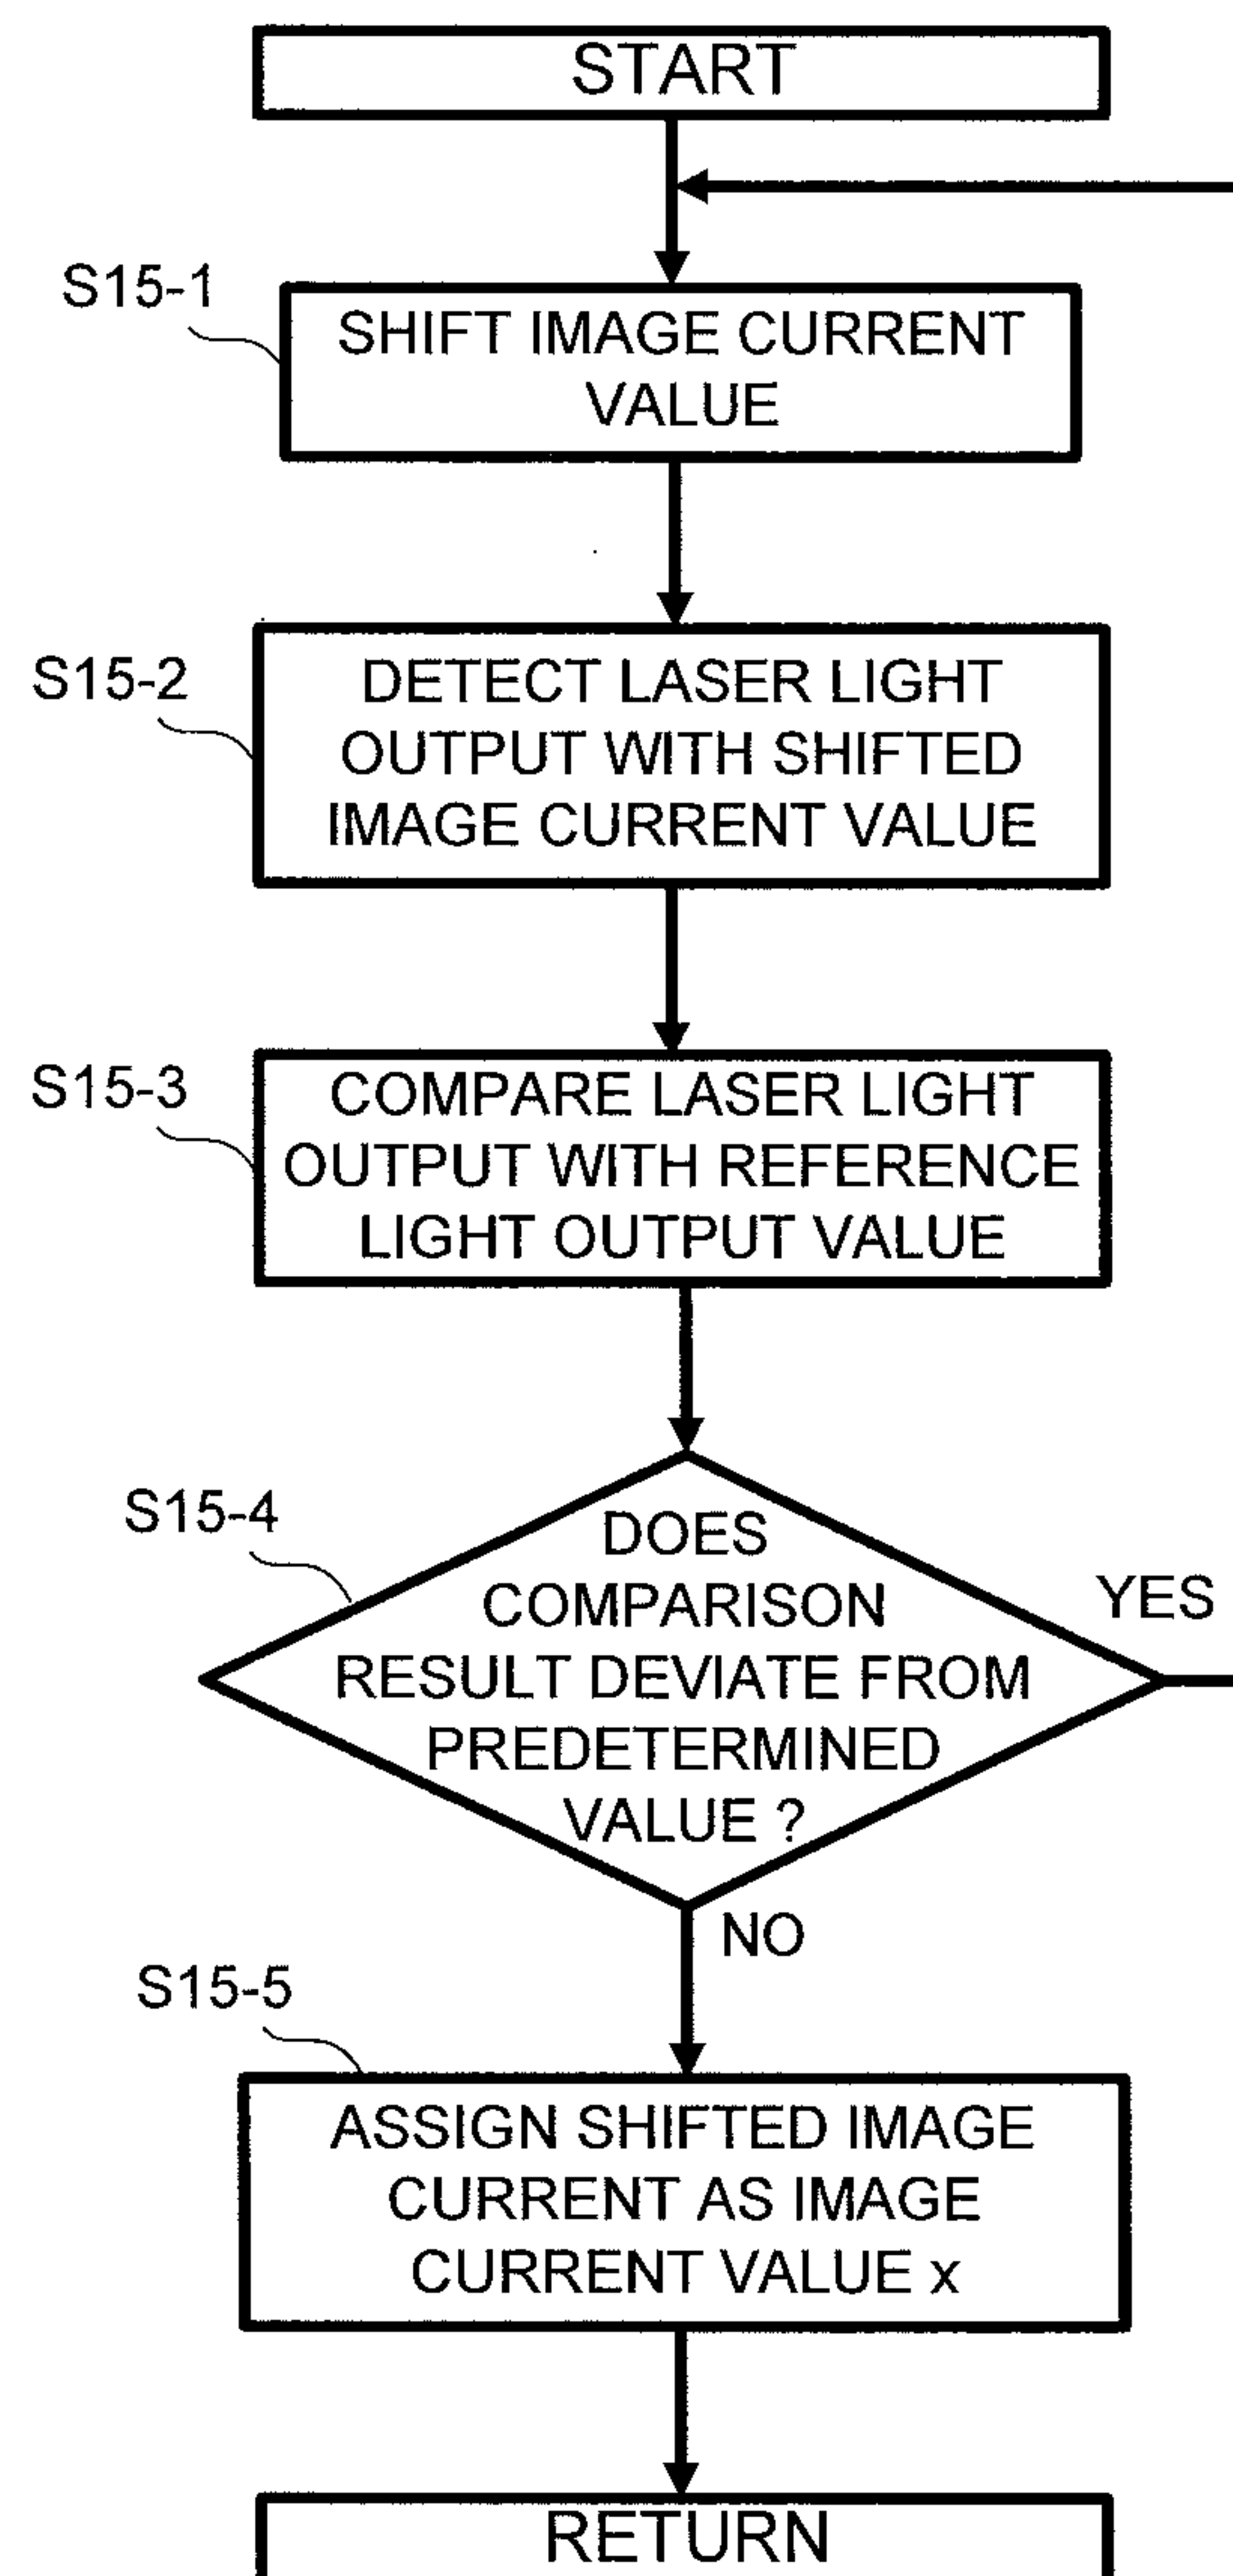 START
S15-1
SHIFT IMAGE CURRENT
VALUE
S15-2
DETECT LASER LIGHT
OUTPUT WITH SHIFTED
IMAGE CURRENT VALUE
S15-3
COMPARE LASER LIGHT
OUTPUT WITH REFERENCE
LIGHT OUTPUT VALUE
S15-4
DOES
COMPARISON
RESULT DEVIATE FROM
PREDETERMINED
VALUE ?
YES
NO
S15-5
ASSIGN SHIFTED IMAGE
CURRENT AS IMAGE
CURRENT VALUE x
RETURN